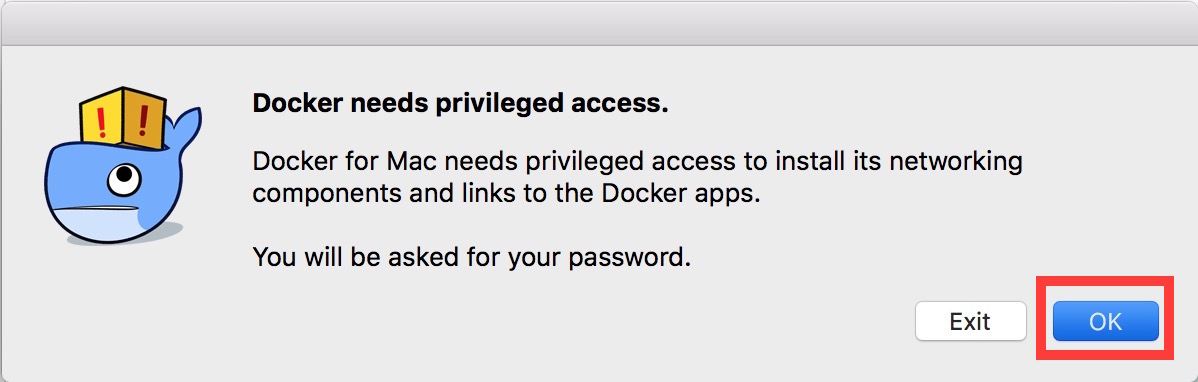 Docker needs privileged access.
Docker for Mac needs privileged access to install its networking
components and links to the Docker apps.
You will be asked for your password.
Exit
OK